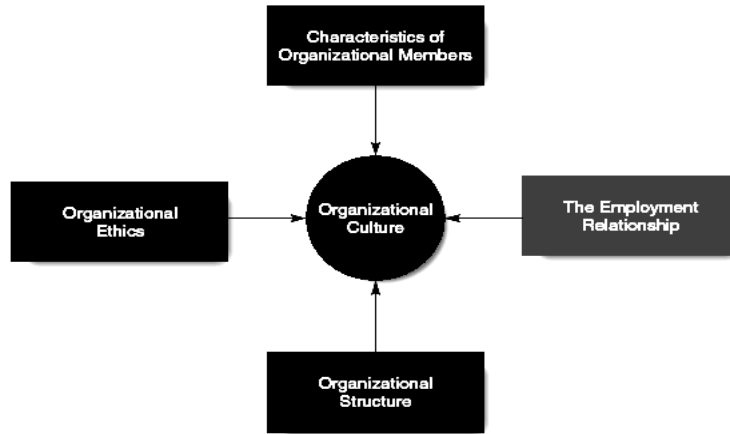 Characteristics of
Organizational Members
Organizational
Ethics
Organizational
Culture
The Employment
Relationship
Organizational
Structure